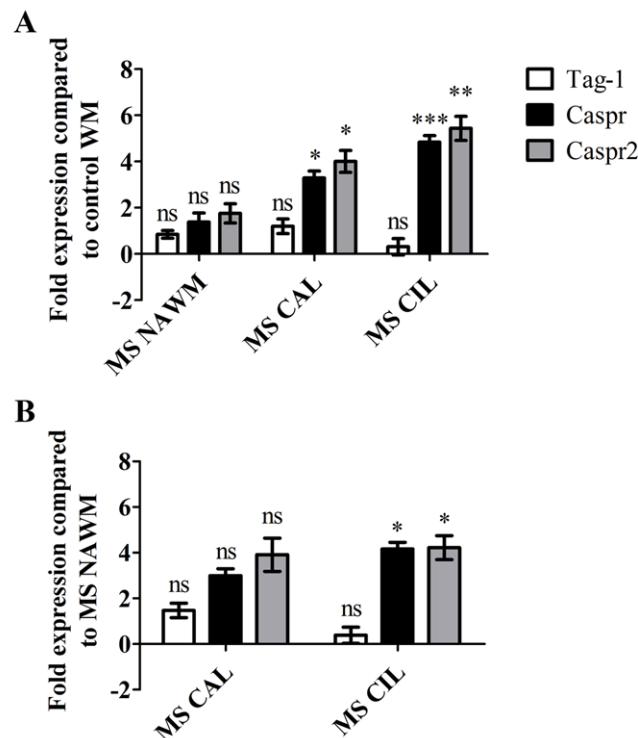 A
Fold expression compared
to control WM
8
6
4
2
0
-2
ns
ns
ns
ns
*
*
ns
***
**
MS NAWM
MS CAL
MS CIL
Tag-1
Caspr
Caspr2
B
Fold expression compared
to MS NAWM
8
6
4
2
0
-2
ns
ns
ns
ns
*
*
MS CAL
MS CIL